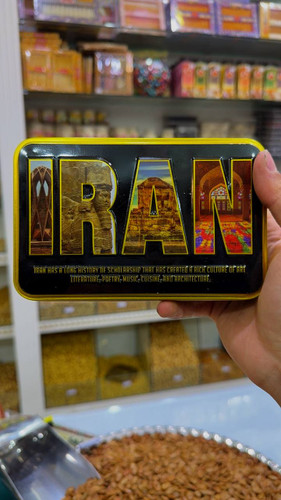 IRAN
IRAN HAS A LONG HISTORY OF SCHOLARSHIP THAT HAS CREATED A RICH CULTURE OF ART
LITERATURE, POETRY, MUSIC, CUISINE, AND ARCHITECTURE.